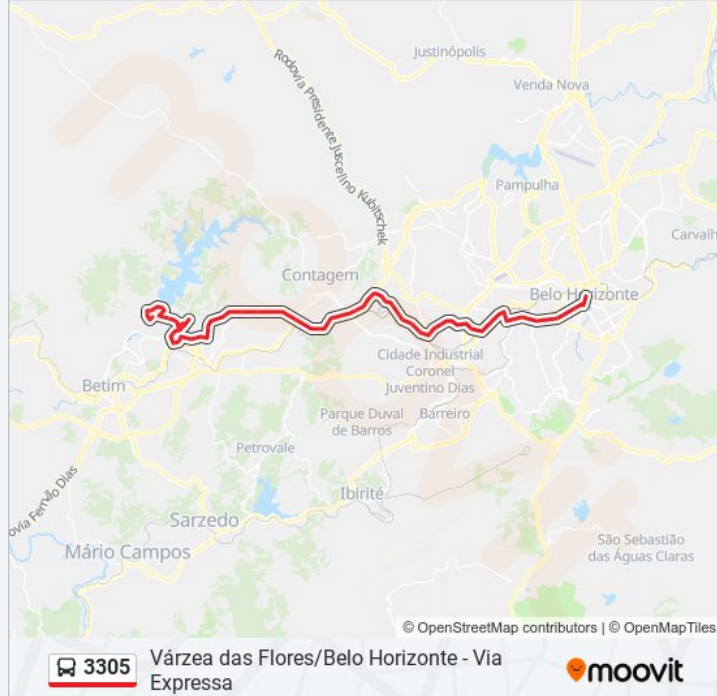 Justinópolis
Venda Nova
Rodovia Presidente Juscelino Kubitschek
Pampulha
Carvalh
Contagem
Belo Horizonte
Cidade Industrial
Coronel
Juventino Dias
Betim
Parque Duval
de Barros
Barreiro
Petrovale
Ibirité
ovia Fernão Dias
Sarzedo
Mário Campos
São Sebastião
das Águas Claras
© OpenStreetMap contributors | © OpenMapTiles
3305
Várzea das Flores/Belo Horizonte - Via
Expressa
moovit